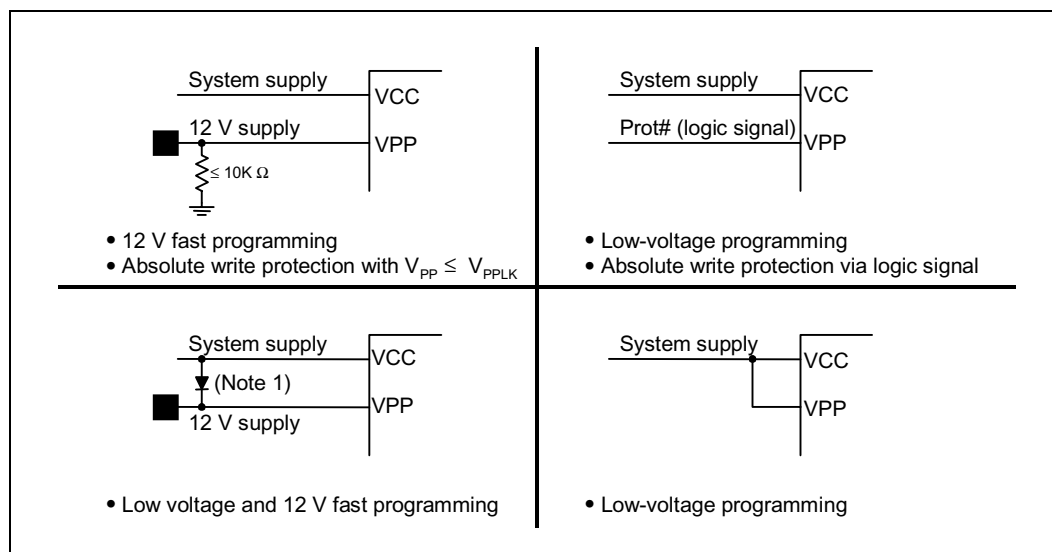 System supply
VCC
12 V supply
VPP
≤ 10K Ω
• 12 V fast programming
• Absolute write protection with VPP ≤ VPPLK
System supply
VCC
Prot# (logic signal)
VPP
• Low-voltage programming
• Absolute write protection via logic signal
System supply
VCC
(Note 1)
VPP
12 V supply
• Low voltage and 12 V fast programming
System supply
VCC
VPP
• Low-voltage programming